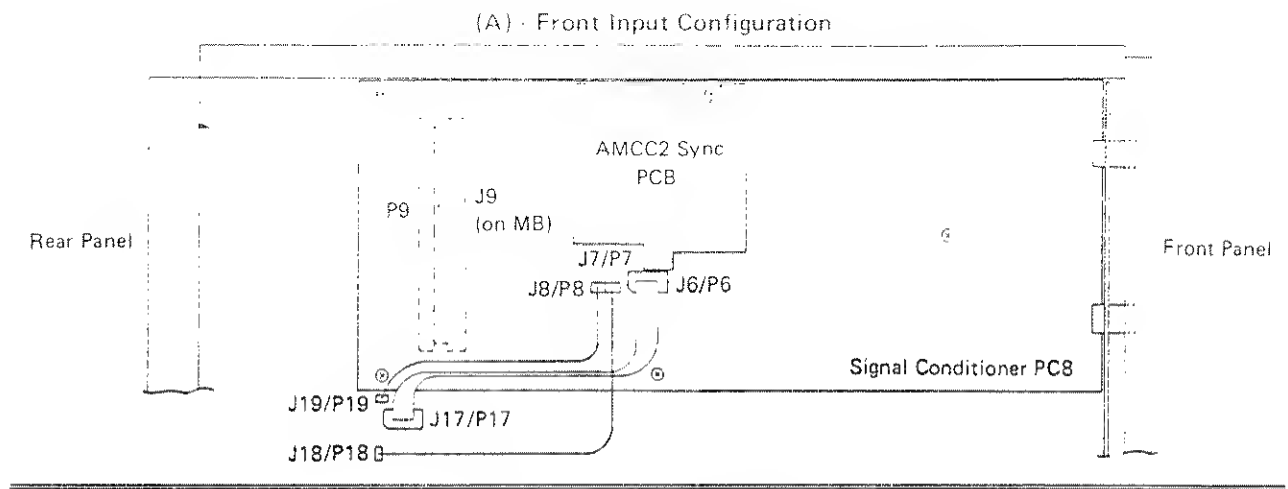 (A) - Front Input Configuration
AMCC2 Sync
PCB
P9
J9
(on MB)
Rear Panel
Front Panel
J7/P7
J8/P8
J6/P6
Signal Conditioner PC8
J19/P19
J17/P17
J18/P18